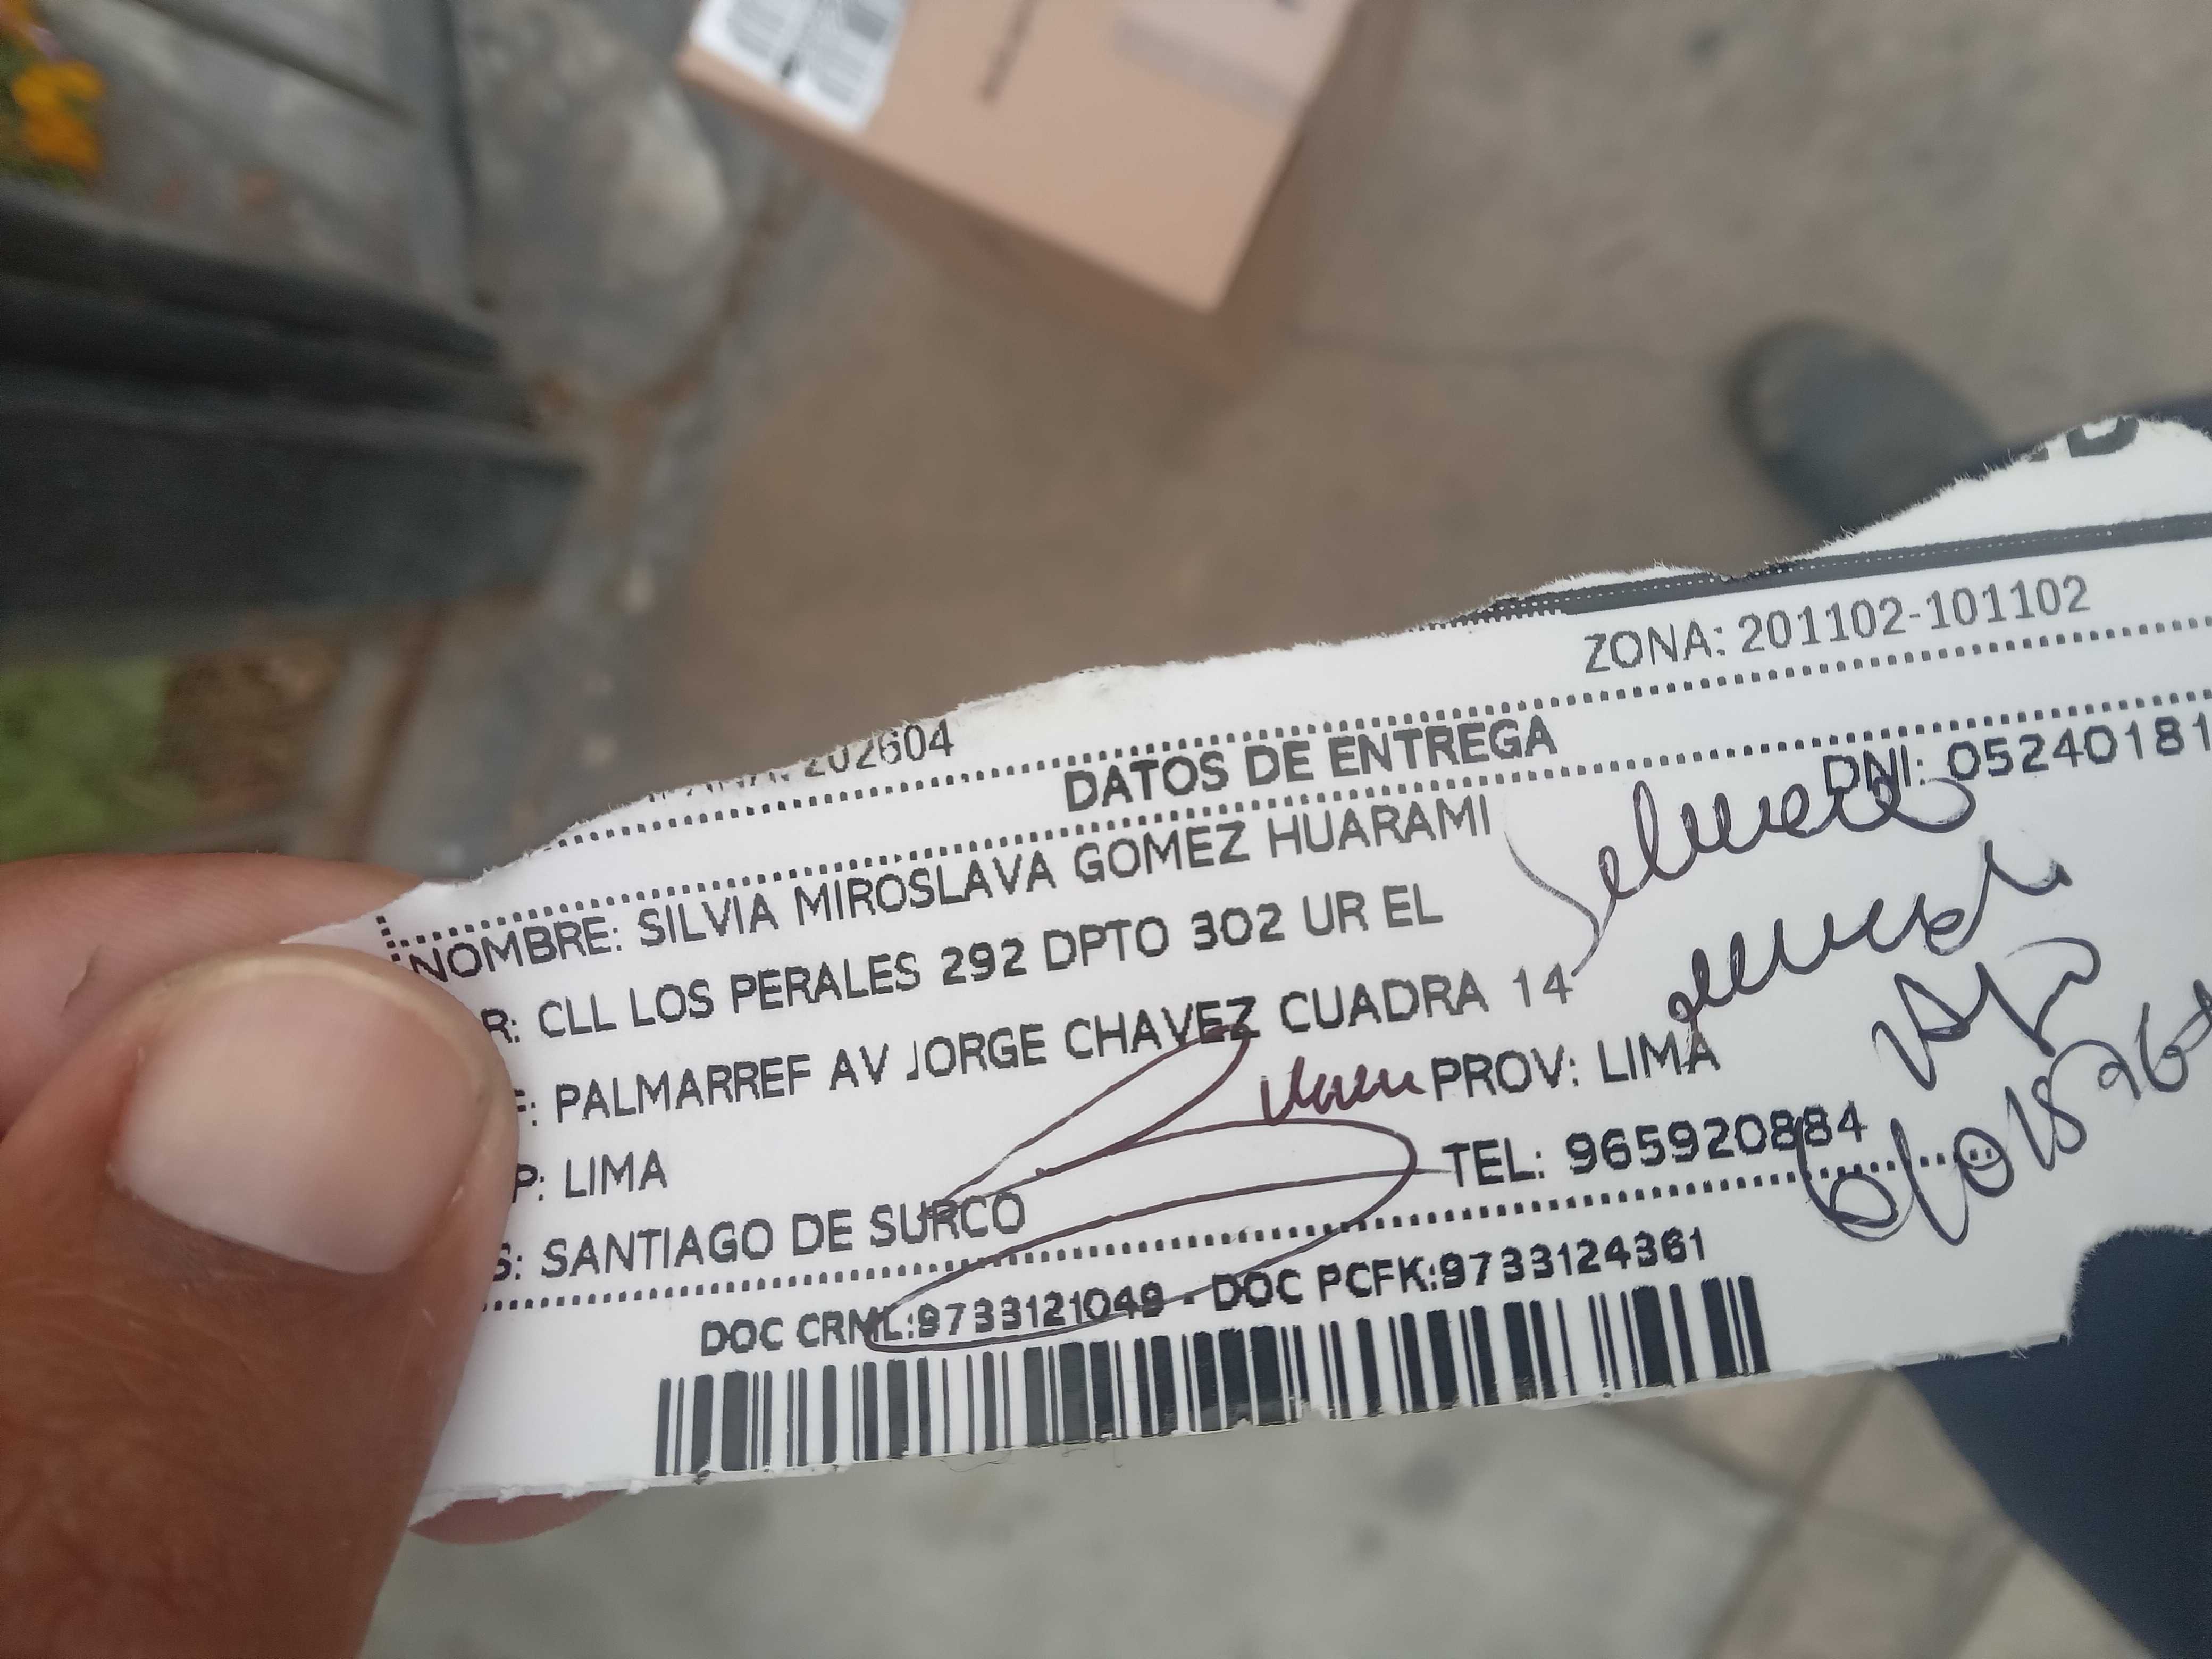 202604
ZONA: 201102-101102
DATOS DE ENTREGA
NOMBRE: SILVIA MIROSLAVA GOMEZ HUARAMI
DNI: 05240181
R: CLL LOS PERALES 292 DPTO 302 UR EL
F: PALMARREF AV JORGE CHAVEZ CUADRA 14
P: LIMA
PROV: LIMA
S: SANTIAGO DE SURCO
TEL: 965920884
DOC CRML:9733121049 - DOC PCFK:9733124361